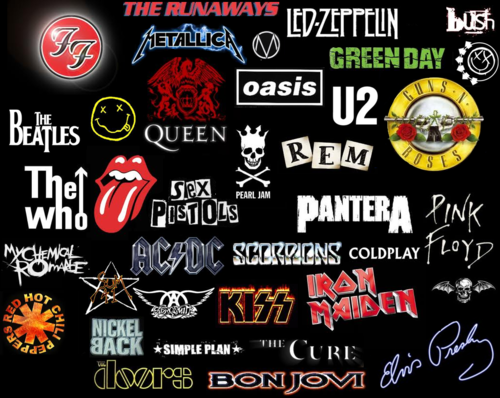 THE RUNAWAYS
LED-ZEPPELIN
bush
FF
METALLICA
M
GREEN DAY
oasis
U2
GUNS N' ROSES
THE BEATLES
QUEEN
REM
PEARL JAM
The Who
SEX PISTOLS
PANTERA
PINK FLOYD
MY CHEMICAL ROMANCE
AC/DC
SCORPIONS
COLDPLAY
AEROSMITH
KISS
IRON MAIDEN
RED HOT CHILI PEPPERS
NICKELBACK
SIMPLE PLAN
THE CURE
THE doors
BON JOVI
Elvis Presley